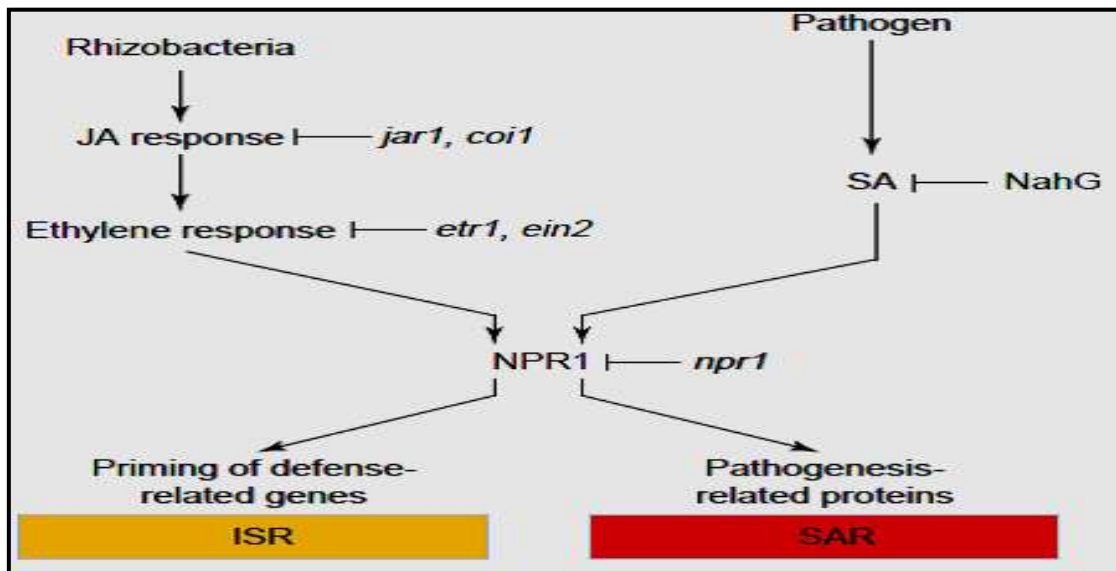 Pathogen
Rhizobacteria
JA response
jar1, coi1
SA
NahG
Ethylene response
etr1, ein2
NPR1
npr1
Priming of defense-
related genes
Pathogenesis-
related proteins
ISR
SAR